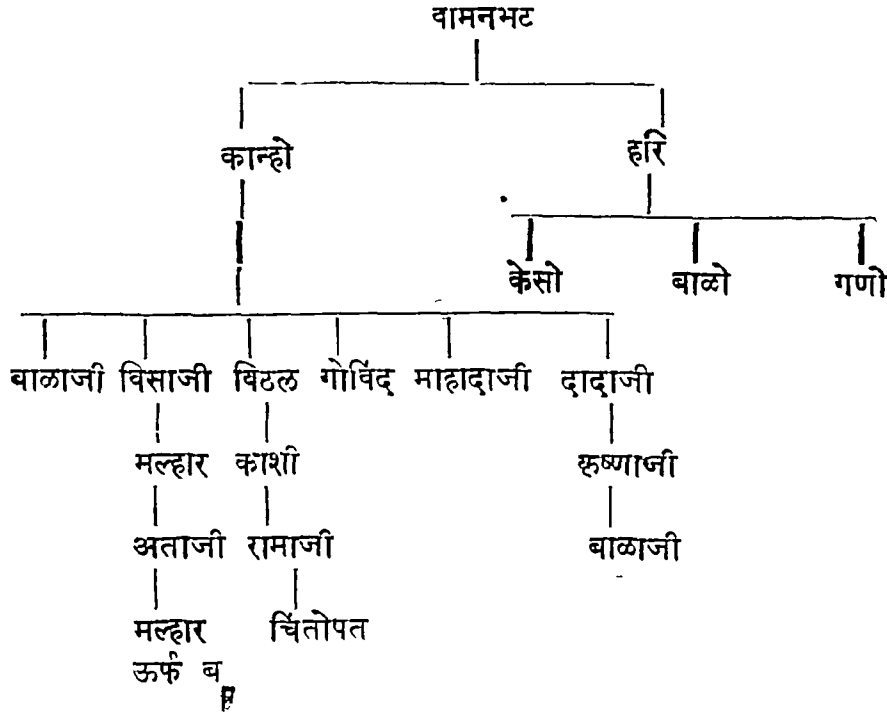 वामनभट
कान्हो हरि
केसो बाळो गणो
बाळाजी विसाजी विठल गोविंद माहादाजी दादाजी
मल्हार काशी कृष्णाजी
अताजी रामाजी बाळाजी
मल्हार चिंतोपत
ऊर्फ